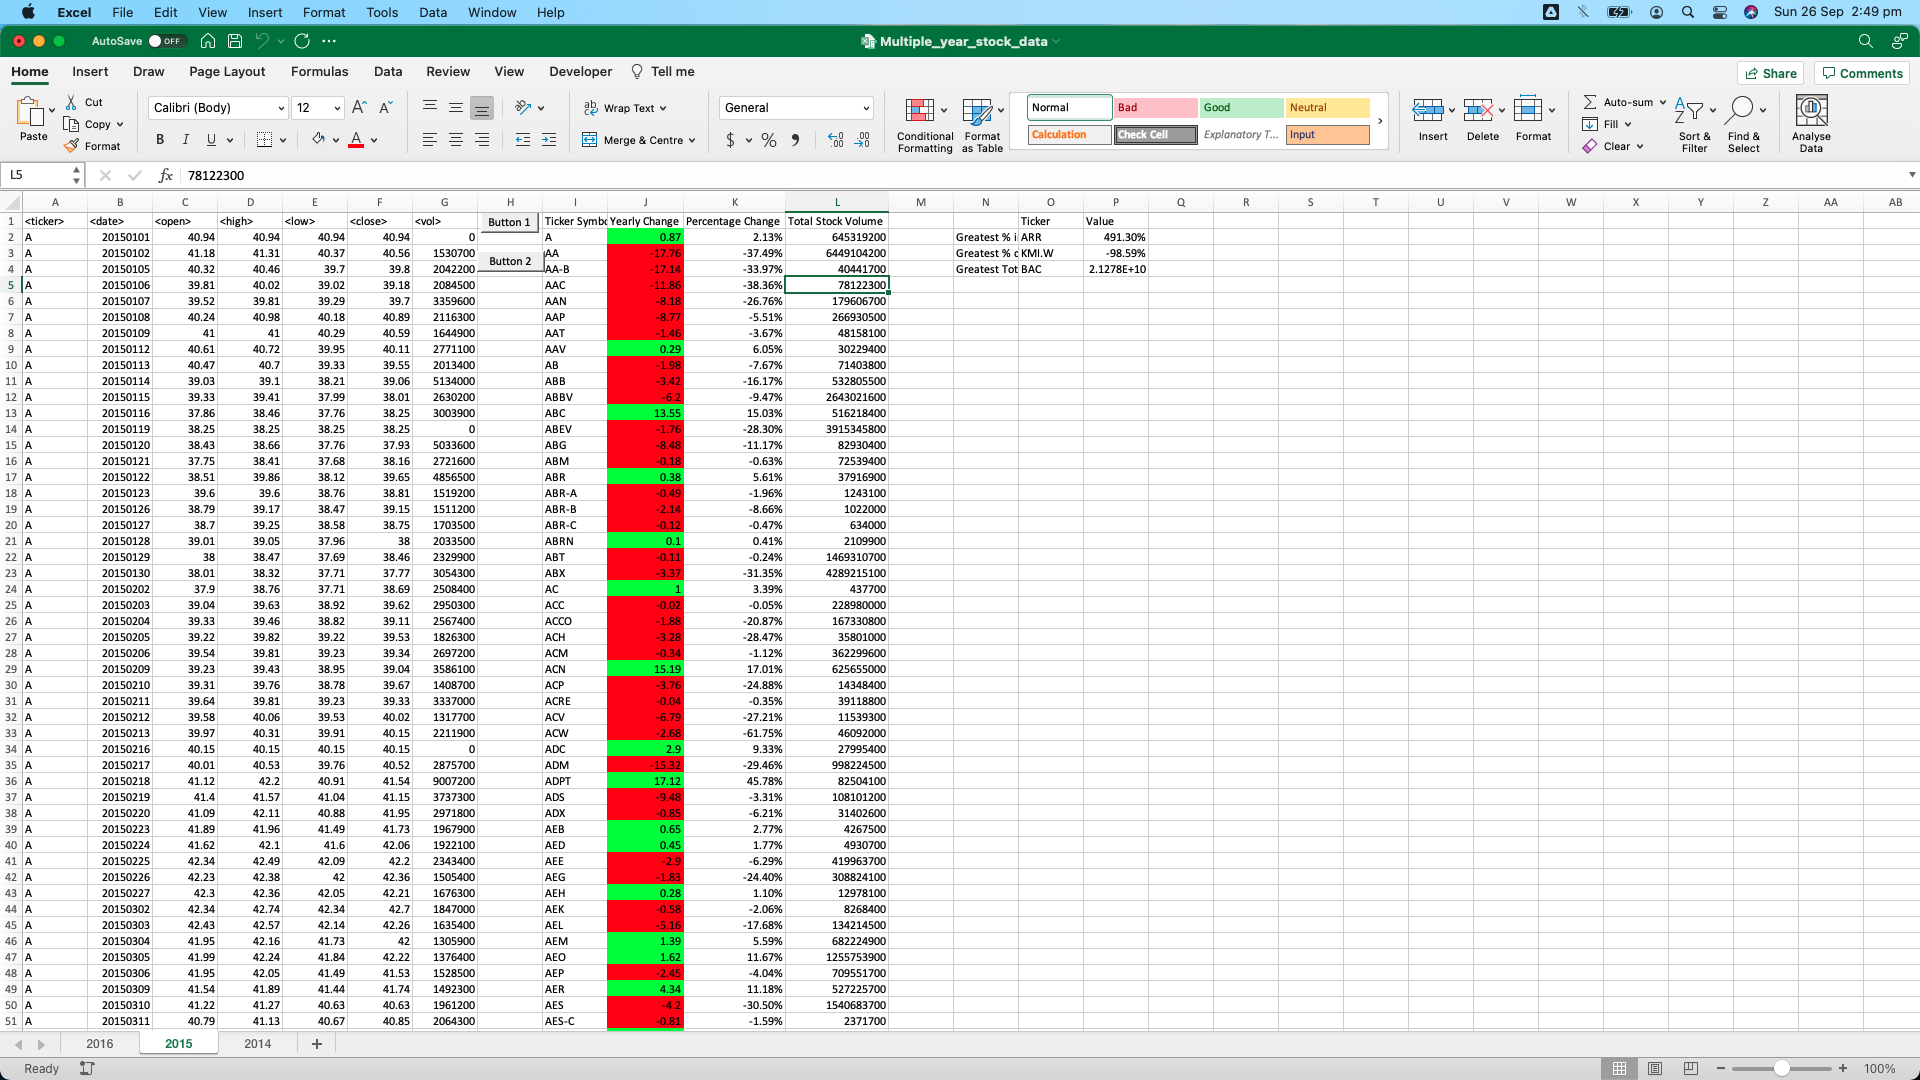 Excel File Edit View Insert Format Tools Data Window Help Sun 26 Sep 2:49 pm
AutoSave OFF Multiple_year_stock_data
Home Insert Draw Page Layout Formulas Data Review View Developer Tell me Share Comments
Paste Cut Copy Format Calibri (Body) 12 Wrap Text Merge & Centre General Conditional Formatting Format as Table Normal Bad Good Neutral Calculation Check Cell Explanatory T... Input Insert Delete Format Auto-sum Fill Clear Sort & Filter Find & Select Analyse Data
L5 fx 78122300
A B C D E F G H I J K L M N O P Q R S T U V W X Y Z AA AB
1 <ticker> <date> <open> <high> <low> <close> <vol> Button 1 Ticker Symbo Yearly Change Percentage Change Total Stock Volume Ticker Value
2 A 20150101 40.94 40.94 40.94 40.94 0 A 0.87 2.13% 645319200 Greatest % i ARR 491.30%
3 A 20150102 41.18 41.31 40.37 40.56 1530700 AA -17.76 -37.49% 6449104200 Greatest % d KMI.W -98.59%
4 A 20150105 40.32 40.46 39.7 39.8 2042200 Button 2 AA-B -17.14 -33.97% 40441700 Greatest Tot BAC 2.1278E+10
5 A 20150106 39.81 40.02 39.02 39.18 2084500 AAC -11.86 -38.36% 78122300
6 A 20150107 39.52 39.81 39.29 39.7 3359600 AAN -8.18 -26.76% 179606700
7 A 20150108 40.24 40.98 40.18 40.89 2116300 AAP -8.77 -5.51% 266930500
8 A 20150109 41 41 40.29 40.59 1644900 AAT -1.46 -3.67% 48158100
9 A 20150112 40.61 40.72 39.95 40.11 2771100 AAV 0.29 6.05% 30229400
10 A 20150113 40.47 40.7 39.33 39.55 2013400 AB -1.98 -7.67% 71403800
11 A 20150114 39.03 39.1 38.21 39.06 5134000 ABB -3.42 -16.17% 532805500
12 A 20150115 39.33 39.41 37.99 38.01 2630200 ABBV -6.2 -9.47% 2643021600
13 A 20150116 37.86 38.46 37.76 38.25 3003900 ABC 13.55 15.03% 516218400
14 A 20150119 38.25 38.25 38.25 38.25 0 ABEV -1.76 -28.30% 3915345800
15 A 20150120 38.43 38.66 37.76 37.93 5033600 ABG -8.48 -11.17% 82930400
16 A 20150121 37.75 38.41 37.68 38.16 2721600 ABM -0.18 -0.63% 72539400
17 A 20150122 38.51 39.86 38.12 39.65 4856500 ABR 0.38 5.61% 37916900
18 A 20150123 39.6 39.6 38.76 38.81 1519200 ABR-A -0.49 -1.96% 1243100
19 A 20150126 38.79 39.17 38.47 39.15 1511200 ABR-B -2.14 -8.66% 1022000
20 A 20150127 38.7 39.25 38.58 38.75 1703500 ABR-C -0.12 -0.47% 634000
21 A 20150128 39.01 39.05 37.96 38 2033500 ABRN 0.1 0.41% 2109900
22 A 20150129 38 38.47 37.69 38.46 2329900 ABT -0.11 -0.24% 1469310700
23 A 20150130 38.01 38.32 37.71 37.77 3054300 ABX -3.37 -31.35% 4289215100
24 A 20150202 37.9 38.76 37.71 38.69 2508400 AC 1 3.39% 437700
25 A 20150203 39.04 39.63 38.92 39.62 2950300 ACC -0.02 -0.05% 228980000
26 A 20150204 39.33 39.46 38.82 39.11 2567400 ACCO -1.88 -20.87% 167330800
27 A 20150205 39.22 39.82 39.22 39.53 1826300 ACH -3.28 -28.47% 35801000
28 A 20150206 39.54 39.81 39.23 39.34 2697200 ACM -0.34 -1.12% 362299600
29 A 20150209 39.23 39.43 38.95 39.04 3586100 ACN 15.19 17.01% 625655000
30 A 20150210 39.31 39.76 38.78 39.67 1408700 ACP -3.76 -24.88% 14348400
31 A 20150211 39.64 39.81 39.23 39.33 3337000 ACRE -0.04 -0.35% 39118800
32 A 20150212 39.58 40.06 39.53 40.02 1317700 ACV -6.79 -27.21% 11539300
33 A 20150213 39.97 40.31 39.91 40.15 2211900 ACW -2.68 -61.75% 46092000
34 A 20150216 40.15 40.15 40.15 40.15 0 ADC 2.9 9.33% 27995400
35 A 20150217 40.01 40.53 39.76 40.52 2875700 ADM -15.32 -29.46% 998224500
36 A 20150218 41.12 42.2 40.91 41.54 9007200 ADPT 17.12 45.78% 82504100
37 A 20150219 41.4 41.57 41.04 41.15 3737300 ADS -9.48 -3.31% 108101200
38 A 20150220 41.09 42.11 40.88 41.95 2971800 ADX -0.85 -6.21% 31402600
39 A 20150223 41.89 41.96 41.49 41.73 1967900 AEB 0.65 2.77% 4267500
40 A 20150224 41.62 42.1 41.6 42.06 1922100 AED 0.45 1.77% 4930700
41 A 20150225 42.34 42.49 42.09 42.2 2343400 AEE -2.9 -6.29% 419963700
42 A 20150226 42.23 42.38 42 42.36 1505400 AEG -1.83 -24.40% 308824100
43 A 20150227 42.3 42.36 42.05 42.21 1676300 AEH 0.28 1.10% 12978100
44 A 20150302 42.34 42.74 42.34 42.7 1847000 AEK -0.58 -2.06% 8268400
45 A 20150303 42.43 42.57 42.14 42.26 1635400 AEL -5.16 -17.68% 134214500
46 A 20150304 41.95 42.16 41.73 42 1305900 AEM 1.39 5.59% 682224900
47 A 20150305 41.99 42.24 41.84 42.22 1376400 AEO 1.62 11.67% 1255753900
48 A 20150306 41.95 42.05 41.49 41.53 1528500 AEP -2.45 -4.04% 709551700
49 A 20150309 41.54 41.89 41.44 41.74 1492300 AER 4.34 11.18% 527225700
50 A 20150310 41.22 41.27 40.63 40.63 1961200 AES -4.2 -30.50% 1540683700
51 A 20150311 40.79 41.13 40.67 40.85 2064300 AES-C -0.81 -1.59% 2371700
2016 2015 2014 +
Ready 100%